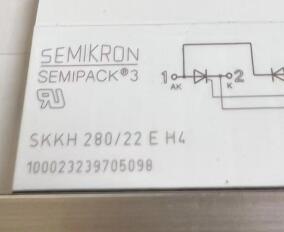 SEMIKRON
SEMIPACK®3
1 AK K 2
SKKH 280/22 E H4
100023239705098